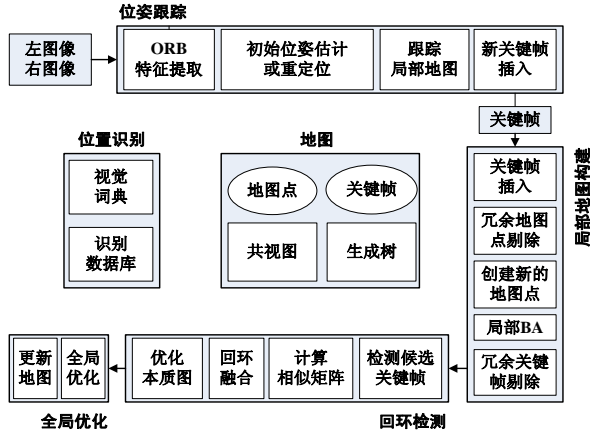 位姿跟踪
左图像
右图像
ORB
特征提取
初始位姿估计
或重定位
跟踪
局部地图
新关键帧
插入
关键帧
位置识别
视觉
词典
识别
数据库
地图
地图点
关键帧
共视图
生成树
局部地图构建
关键帧
插入
冗余地图
点剔除
创建新的
地图点
局部BA
冗余关键
帧剔除
更新
地图
全局
优化
优化
本质图
回环
融合
计算
相似矩阵
检测候选
关键帧
全局优化
回环检测